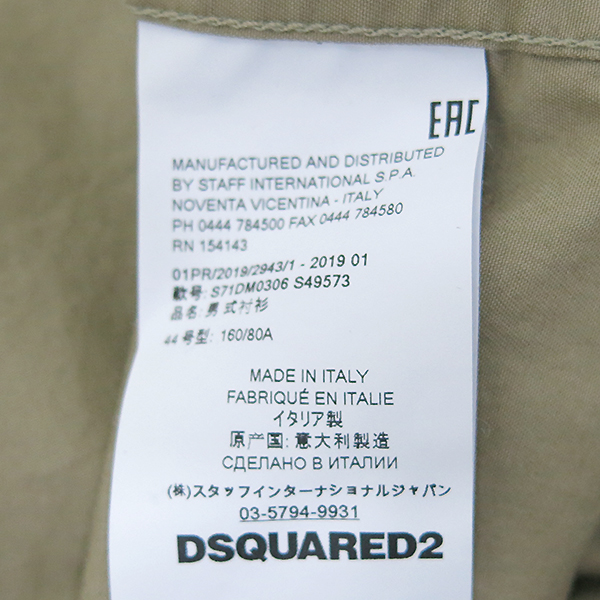 EAC
MANUFACTURED AND DISTRIBUTED
BY STAFF INTERNATIONAL S.P.A.
NOVENTA VICENTINA - ITALY
PH 0444 784500 FAX 0444 784580
RN 154143
01PR/2019/2943/1 - 2019 01
款号: S71DM0306 S49573
品名: 男式衬衫
44号型: 160/80A
MADE IN ITALY
FABRIQUÉ EN ITALIE
イタリア製
原产国: 意大利製造
СДЕЛАНО В ИТАЛИИ
(株)スタッフインターナショナルジャパン
03-5794-9931
DSQUARED2